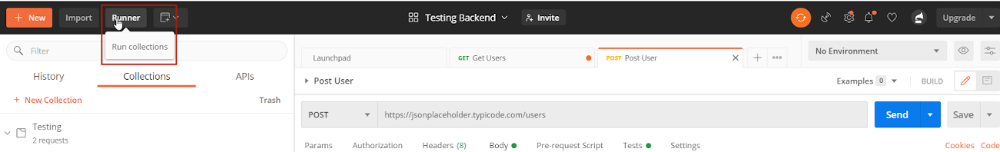 + New Import Runner Testing Backend Invite Upgrade
Run collections
Filter
History Collections APIs
+ New Collection Trash
Testing
2 requests
Launchpad GET Get Users POST Post User No Environment
Post User Examples 0 BUILD
POST https://jsonplaceholder.typicode.com/users Send Save
Params Authorization Headers (8) Body Pre-request Script Tests Settings Cookies Code